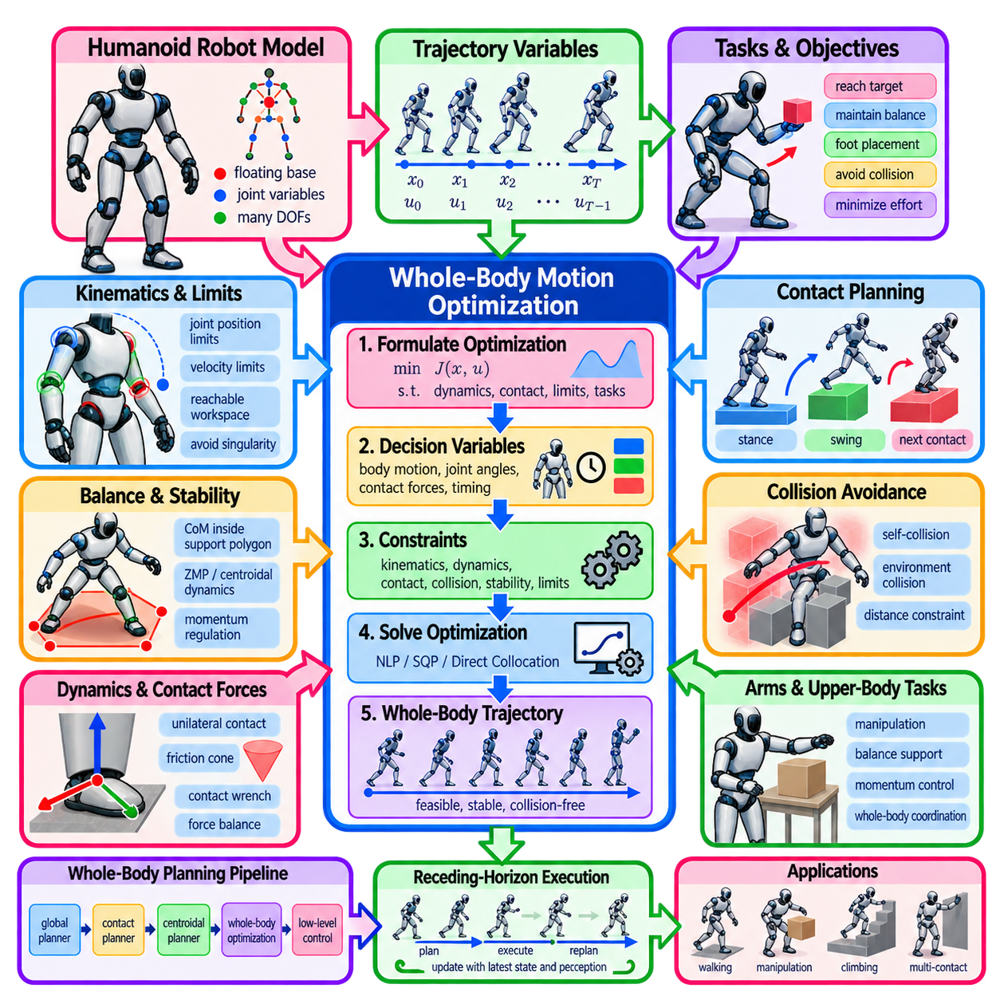 Humanoid Robot Model
floating base
joint variables
many DOFs
Trajectory Variables
x_0 x_1 x_2 ... x_T
u_0 u_1 u_2 ... u_{T-1}
Tasks & Objectives
reach target
maintain balance
foot placement
avoid collision
minimize effort
Kinematics & Limits
joint position
limits
velocity limits
reachable
workspace
avoid singularity
Whole-Body Motion
Optimization
1. Formulate Optimization
min J(x, u)
s.t. dynamics, contact, limits, tasks
2. Decision Variables
body motion, joint angles,
contact forces, timing
3. Constraints
kinematics, dynamics,
contact, collision, stability, limits
4. Solve Optimization
NLP / SQP / Direct Collocation
5. Whole-Body Trajectory
feasible, stable, collision-free
Contact Planning
stance
swing
next contact
Balance & Stability
CoM inside
support polygon
ZMP / centroidal
dynamics
momentum
regulation
Collision Avoidance
self-collision
environment
collision
distance constraint
Dynamics & Contact Forces
unilateral contact
friction cone
contact wrench
force balance
Arms & Upper-Body Tasks
manipulation
balance support
momentum control
whole-body coordination
Whole-Body Planning Pipeline
global
planner
contact
planner
centroidal
planner
whole-body
optimization
low-level
control
Receding-Horizon Execution
plan
execute
replan
update with latest state and perception
Applications
walking
manipulation
climbing
multi-contact